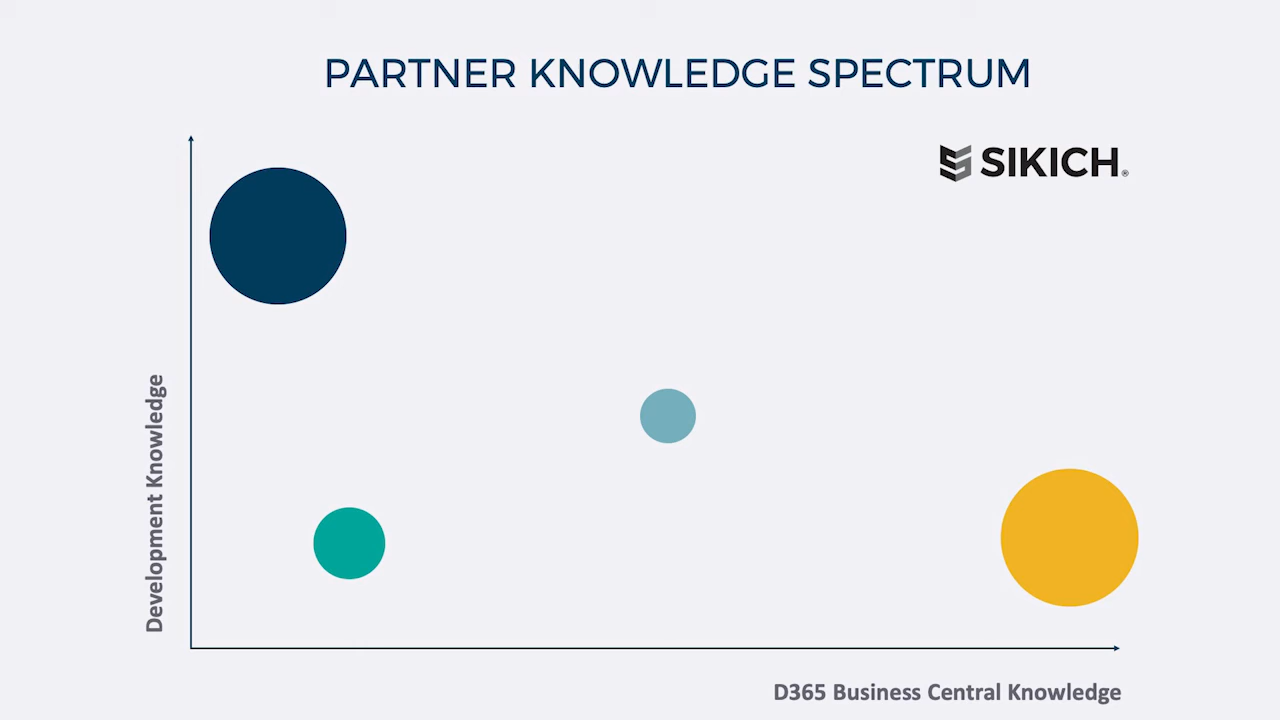 PARTNER KNOWLEDGE SPECTRUM
SIKICH®
Development Knowledge
D365 Business Central Knowledge